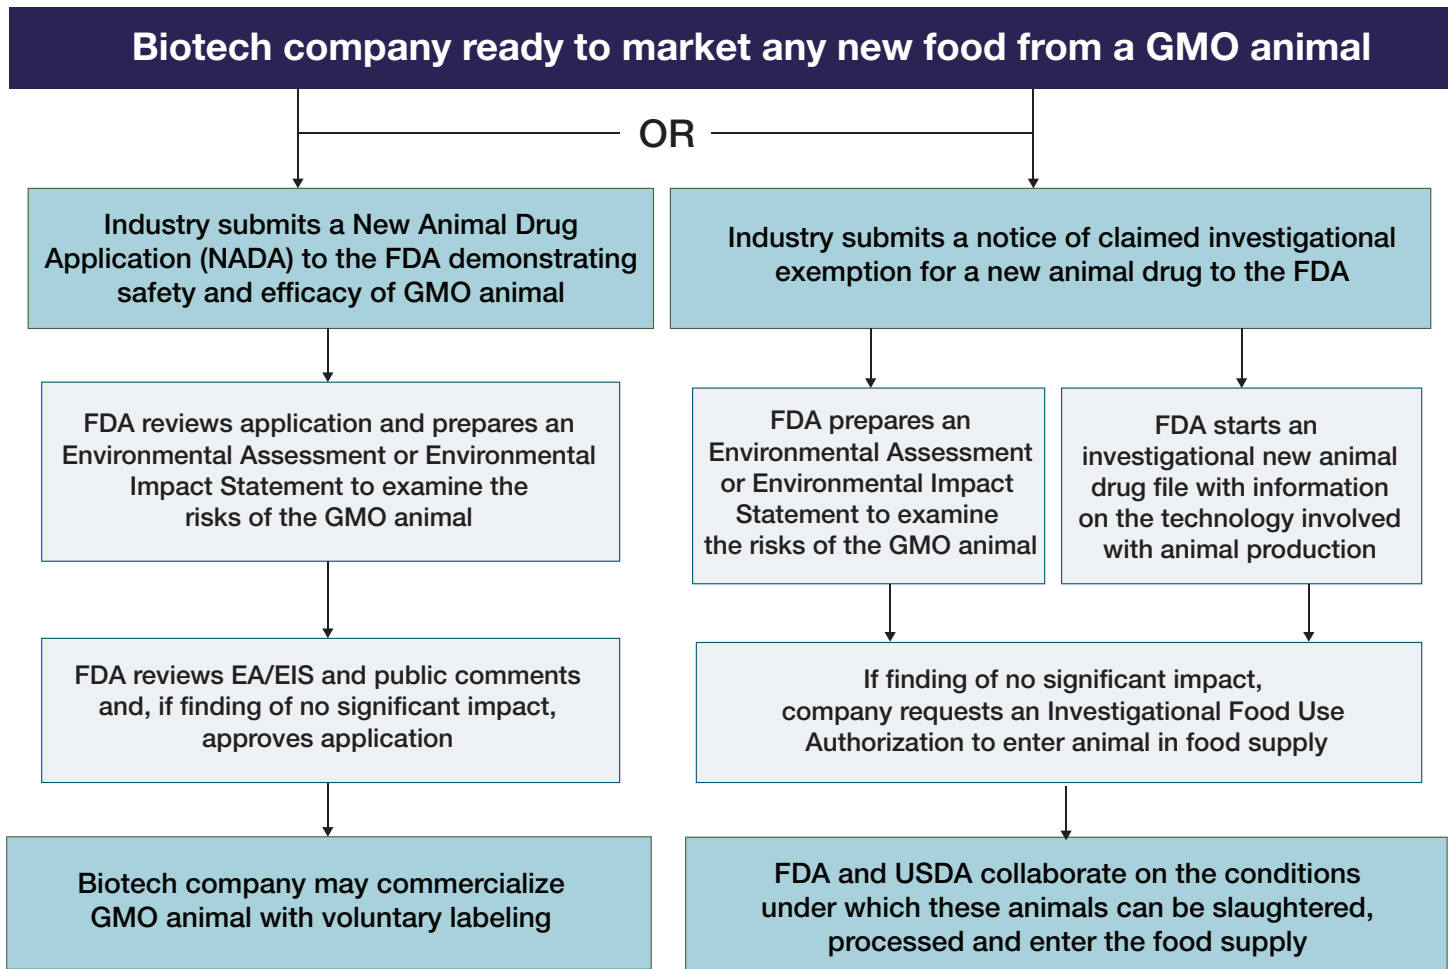 Biotech company ready to market any new food from a GMO animal
OR
Industry submits a New Animal Drug
Application (NADA) to the FDA demonstrating
safety and efficacy of GMO animal
Industry submits a notice of claimed investigational
exemption for a new animal drug to the FDA
FDA reviews application and prepares an
Environmental Assessment or Environmental
Impact Statement to examine the
risks of the GMO animal
FDA prepares an
Environmental Assessment
or Environmental Impact
Statement to examine
the risks of the GMO animal
FDA starts an
investigational new animal
drug file with information
on the technology involved
with animal production
FDA reviews EA/EIS and public comments
and, if finding of no significant impact,
approves application
If finding of no significant impact,
company requests an Investigational Food Use
Authorization to enter animal in food supply
Biotech company may commercialize
GMO animal with voluntary labeling
FDA and USDA collaborate on the conditions
under which these animals can be slaughtered,
processed and enter the food supply